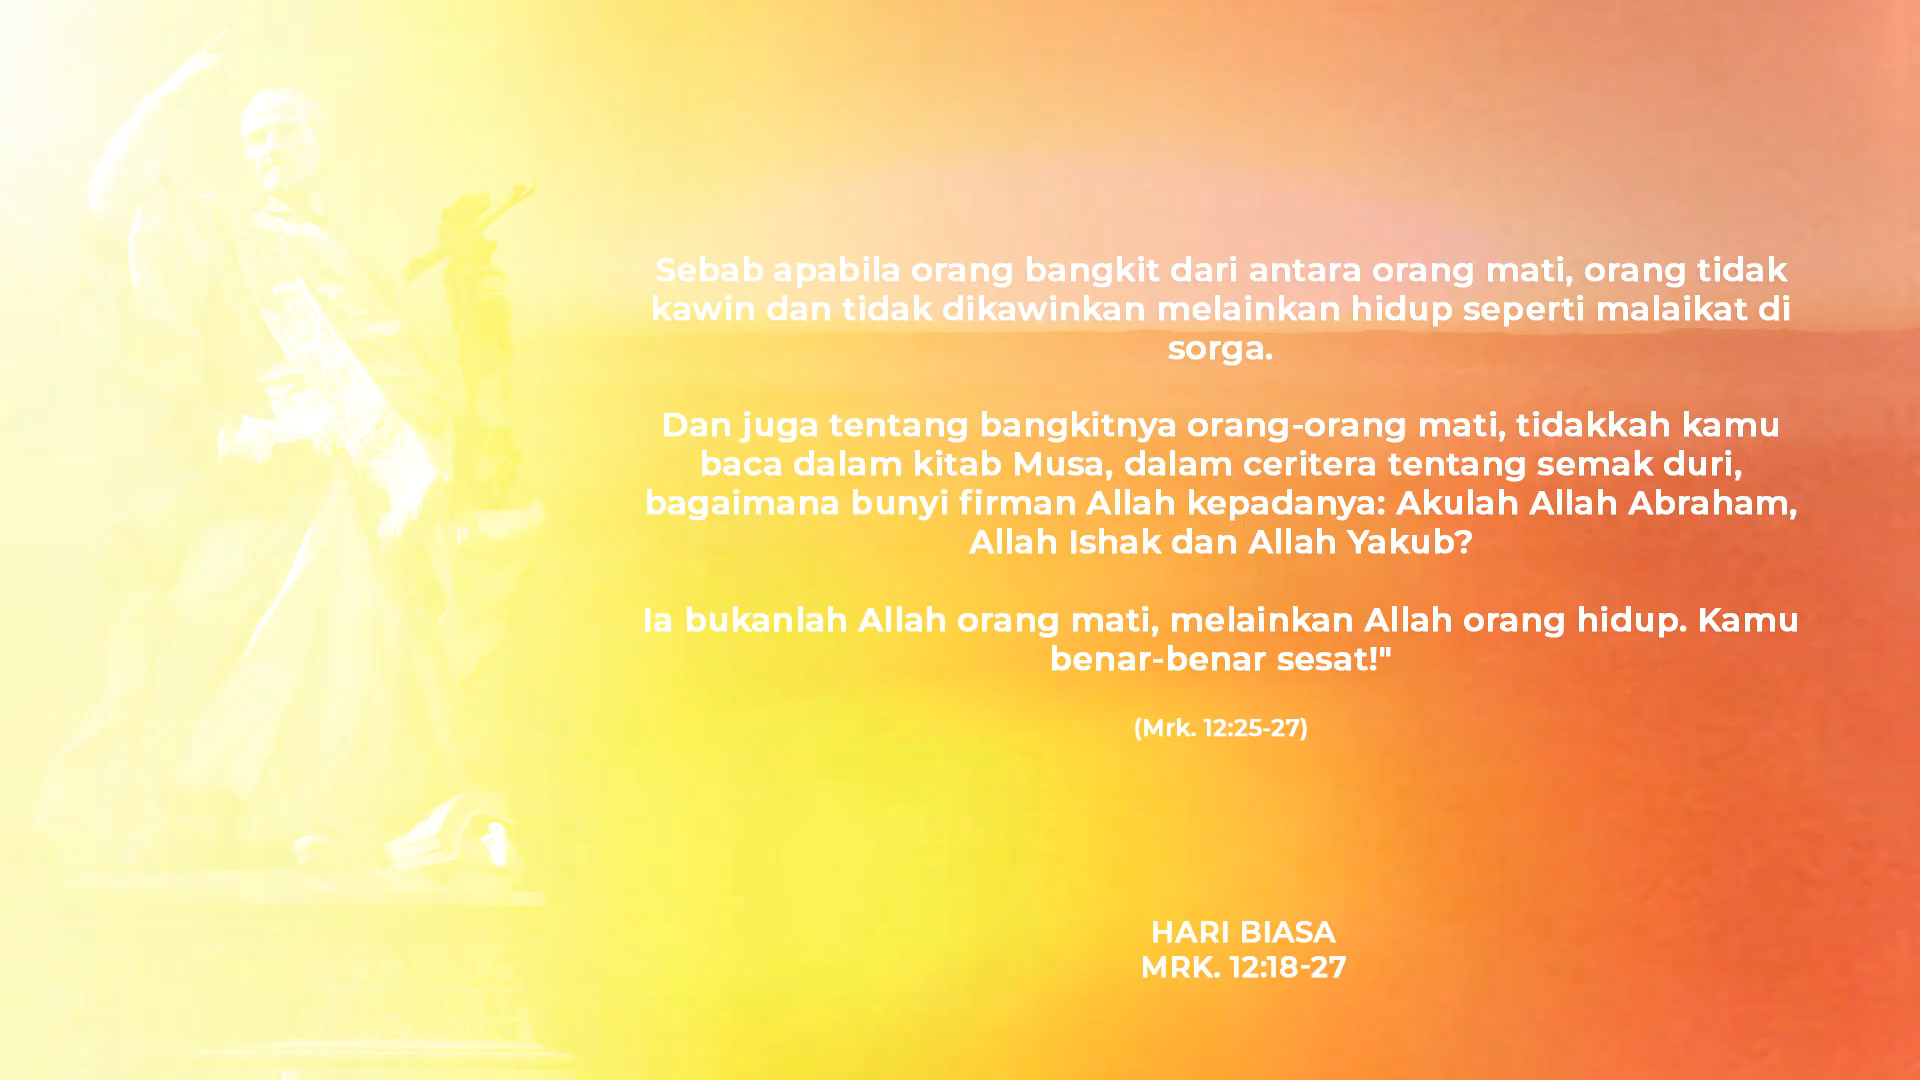 Sebab apabila orang bangkit dari antara orang mati, orang tidak
kawin dan tidak dikawinkan melainkan hidup seperti malaikat di
sorga.
Dan juga tentang bangkitnya orang-orang mati, tidakkah kamu
baca dalam kitab Musa, dalam ceritera tentang semak duri,
bagaimana bunyi firman Allah kepadanya: Akulah Allah Abraham,
Allah Ishak dan Allah Yakub?
Ia bukanlah Allah orang mati, melainkan Allah orang hidup. Kamu
benar-benar sesat!"
(Mrk. 12:25-27)
HARI BIASA
MRK. 12:18-27